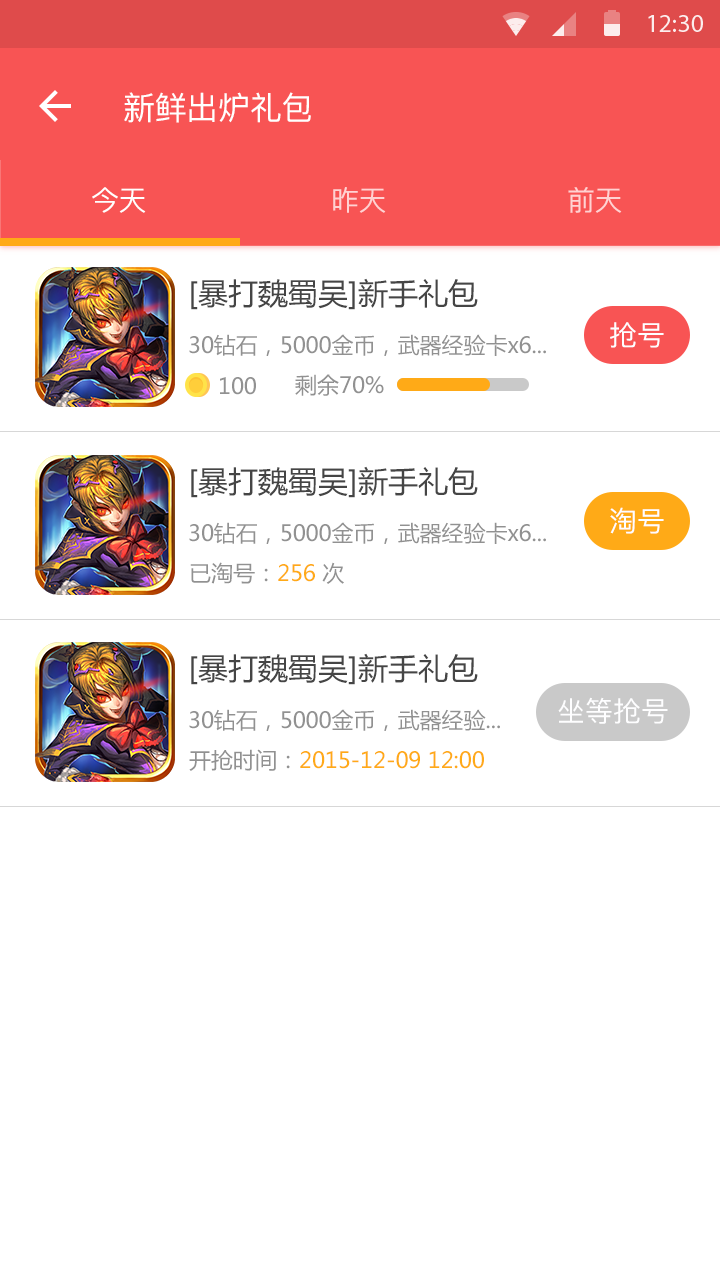 12:30
新鲜出炉礼包
今天 昨天 前天
[暴打魏蜀吴]新手礼包
30钻石，5000金币，武器经验卡x6...
抢号
100 剩余70%
[暴打魏蜀吴]新手礼包
30钻石，5000金币，武器经验卡x6...
淘号
已淘号：256 次
[暴打魏蜀吴]新手礼包
30钻石，5000金币，武器经验...
坐等抢号
开抢时间：2015-12-09 12:00